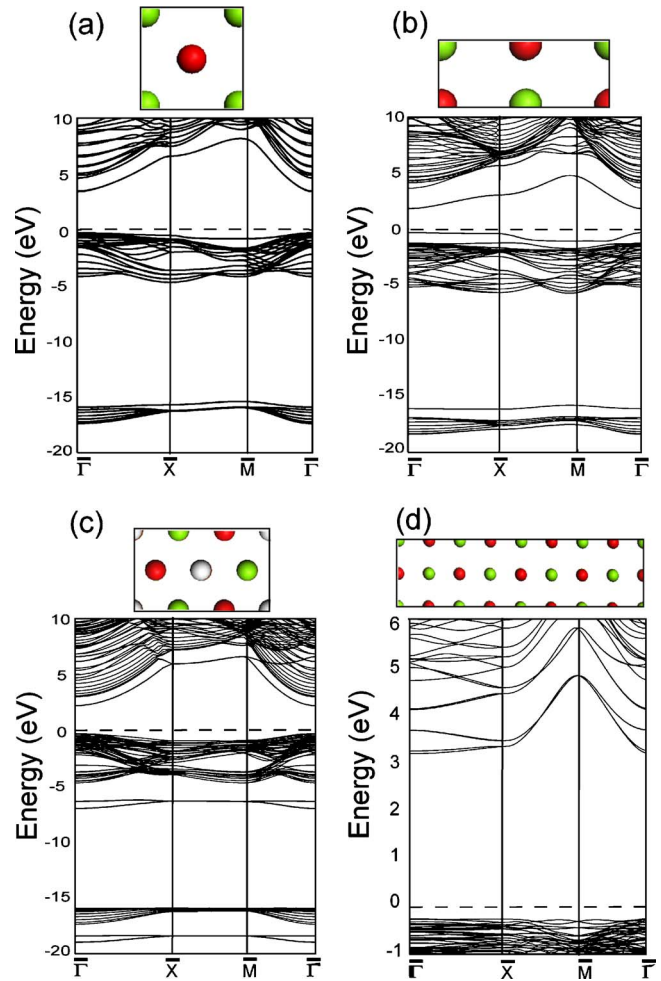 (a)
(b)
10
5
0
-5
-10
-15
-20
Energy (eV)
Γ̅ X̅ M̅ Γ̅
10
5
0
-5
-10
-15
-20
Energy (eV)
Γ̅ X̅ M̅ Γ̅
(c)
(d)
10
5
0
-5
-10
-15
-20
Energy (eV)
Γ̅ X̅ M̅ Γ̅
6
5
4
3
2
1
0
-1
Energy (eV)
Γ̅ X̅ M̅ Γ̅